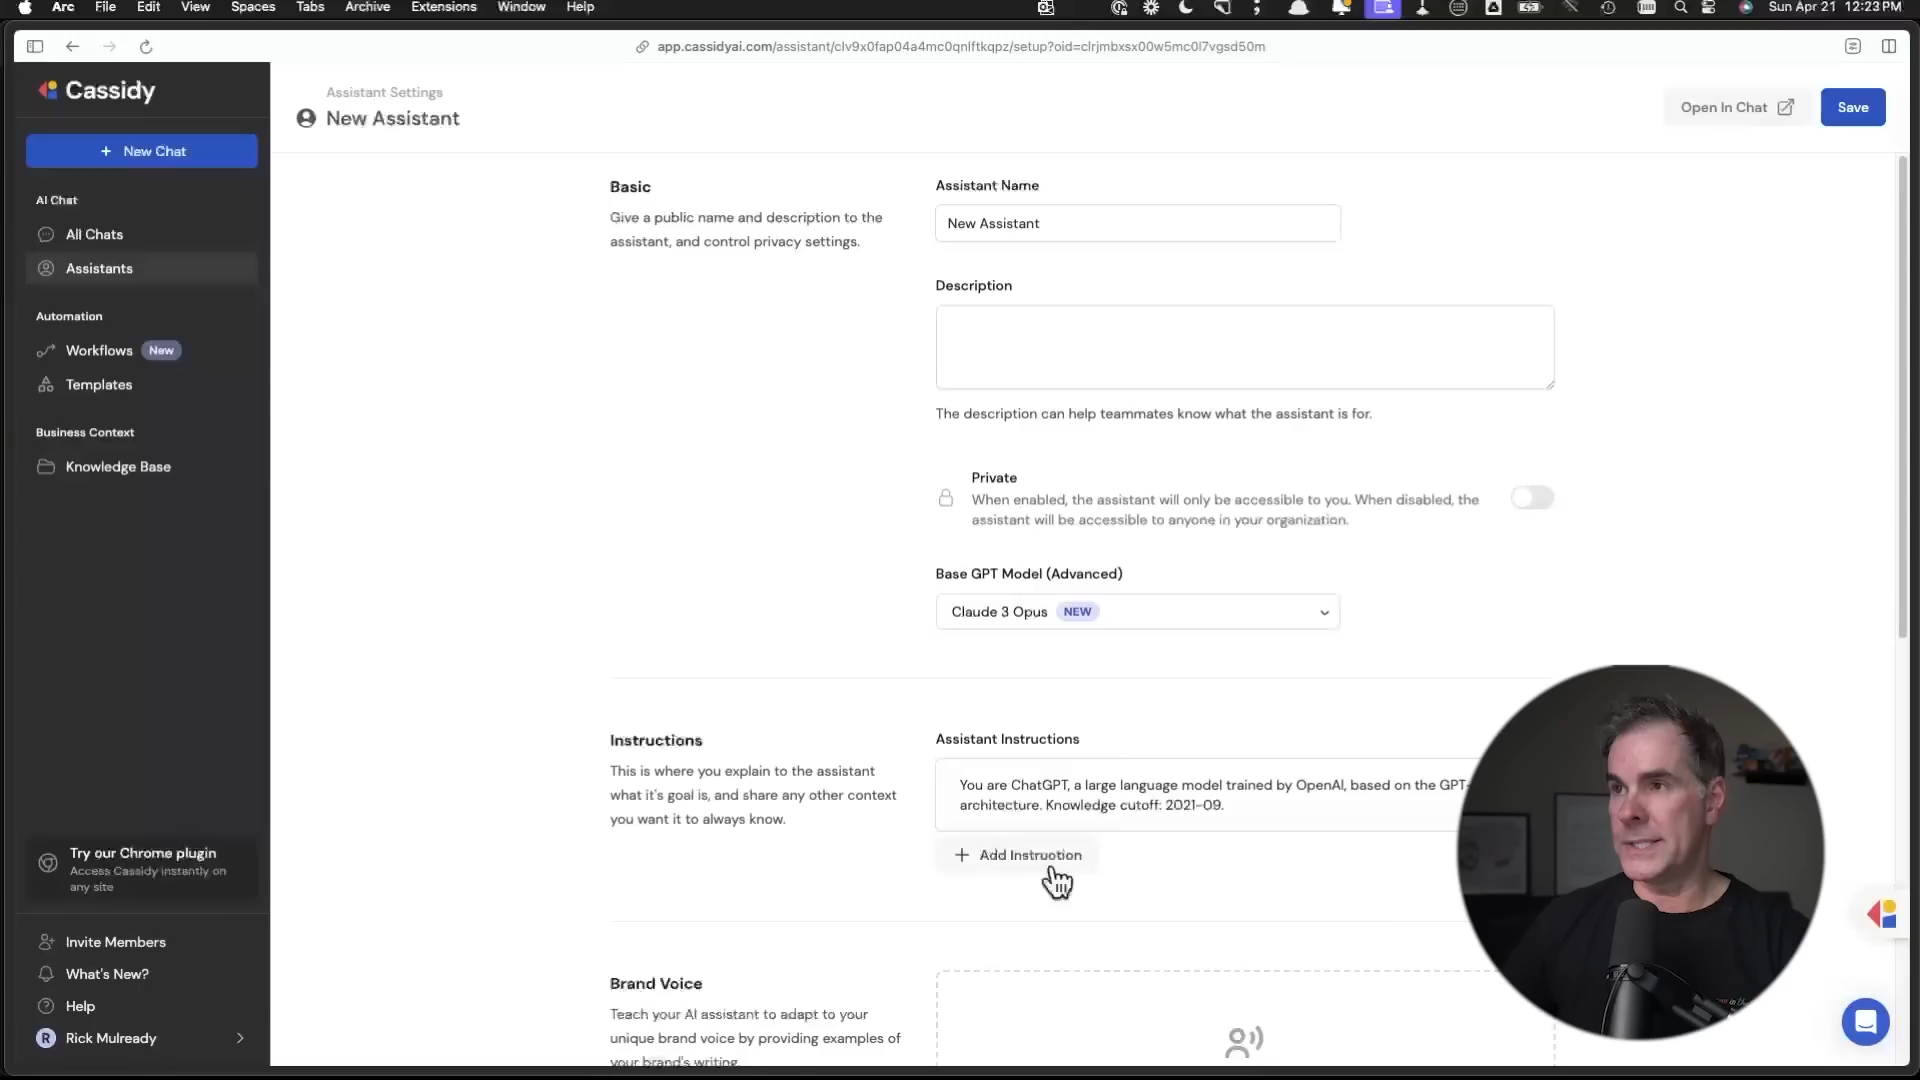 Arc File Edit View Spaces Tabs Archive Extensions Window Help Sun Apr 21 12:23 PM
app.cassidyai.com/assistant/clv9x0fap04a4mc0qnlftkqpz/setup?oid=clrjmbxsx00w5mc0l7vgsd50m
Cassidy
+ New Chat
AI Chat
All Chats
Assistants
Automation
Workflows New
Templates
Business Context
Knowledge Base
Try our Chrome plugin
Access Cassidy instantly on
any site
Invite Members
What's New?
Help
R Rick Mulready
Assistant Settings
New Assistant
Open In Chat
Save
Basic
Give a public name and description to the
assistant, and control privacy settings.
Assistant Name
New Assistant
Description
The description can help teammates know what the assistant is for.
Private
When enabled, the assistant will only be accessible to you. When disabled, the
assistant will be accessible to anyone in your organization.
Base GPT Model (Advanced)
Claude 3 Opus NEW
Instructions
This is where you explain to the assistant
what it's goal is, and share any other context
you want it to always know.
Assistant Instructions
You are ChatGPT, a large language model trained by OpenAI, based on the GPT-
architecture. Knowledge cutoff: 2021-09.
+ Add Instruction
Brand Voice
Teach your AI assistant to adapt to your
unique brand voice by providing examples of
your brand's writing.